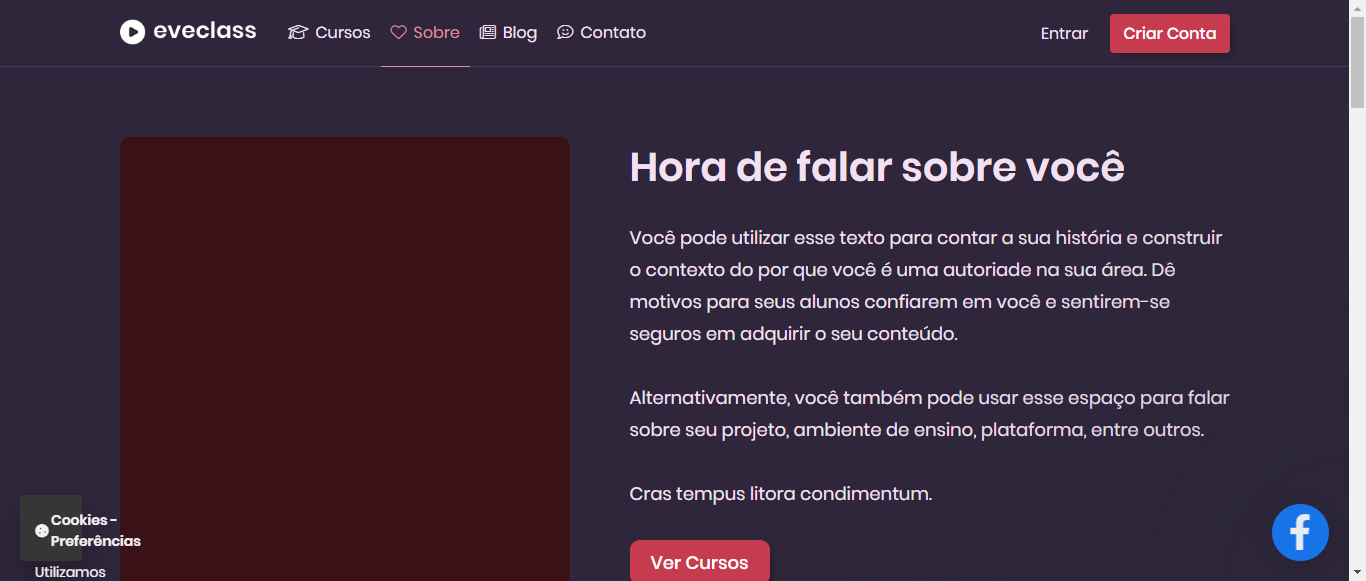 eveclass Cursos Sobre Blog Contato Entrar Criar Conta
Hora de falar sobre você
Você pode utilizar esse texto para contar a sua história e construir
o contexto do por que você é uma autoriade na sua área. Dê
motivos para seus alunos confiarem em você e sentirem-se
seguros em adquirir o seu conteúdo.
Alternativamente, você também pode usar esse espaço para falar
sobre seu projeto, ambiente de ensino, plataforma, entre outros.
Cras tempus litora condimentum.
Ver Cursos
Cookies -
Preferências
Utilizamos